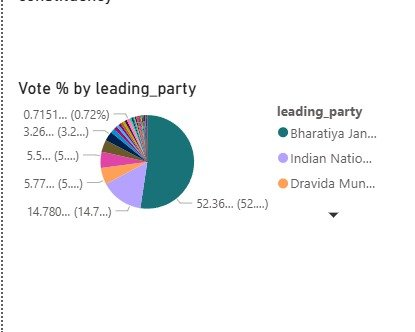 constituency
Vote % by leading_party
0.7151... (0.72%)
3.26... (3.2...)
5.5... (5....)
5.77... (5....)
14.780... (14.7...)
52.36... (52....)
leading_party
Bharatiya Jan...
Indian Natio...
Dravida Mun...